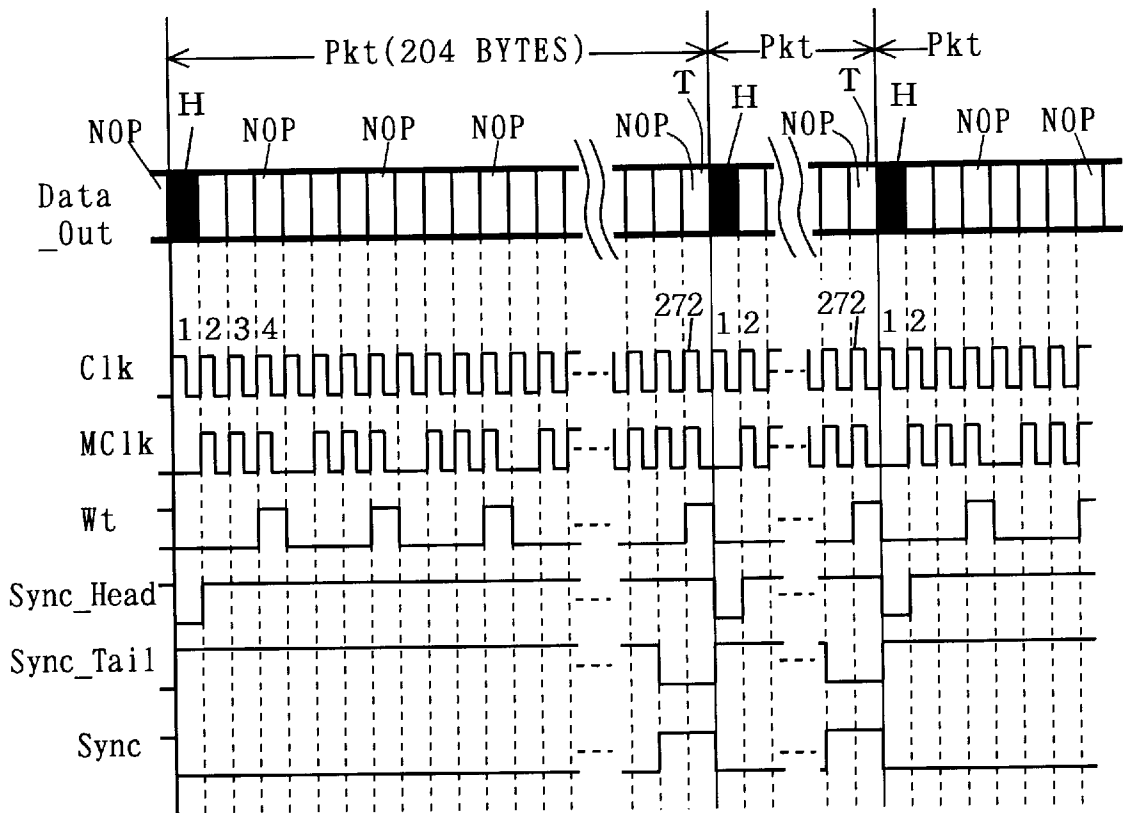 Pkt(204 BYTES) Pkt Pkt
T T
H H H
NOP NOP NOP NOP NOP NOP NOP NOP
Data
_Out
272 272
1 2 3 4 1 2 1 2
Clk
MClk
Wt
Sync_Head
Sync_Tail
Sync